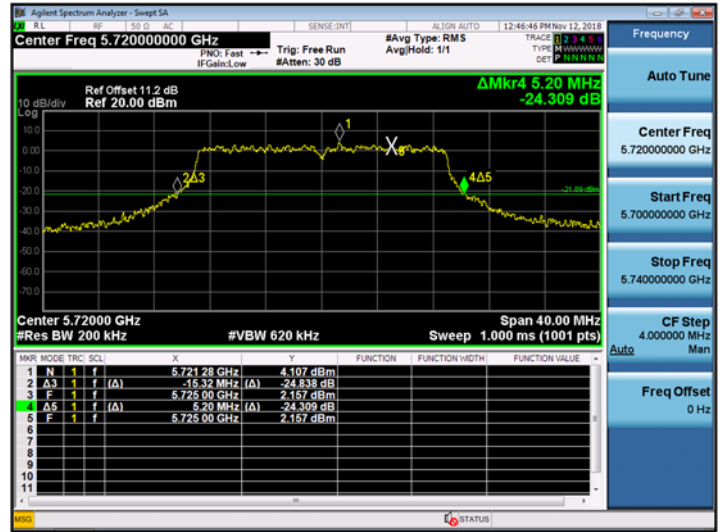 Agilent Spectrum Analyzer - Swept SA
RL RF 50 Ω AC SENSE:INT ALIGN AUTO 12:46:46 PM Nov 12, 2018
Center Freq 5.720000000 GHz #Avg Type: RMS TRACE 1 2 3 4 5 6
PNO: Fast Trig: Free Run Avg|Hold: 1/1 TYPE M WWWWW
IFGain:Low #Atten: 30 dB DET P N N N N N
Frequency
Auto Tune
Center Freq
5.720000000 GHz
Start Freq
5.700000000 GHz
Stop Freq
5.740000000 GHz
CF Step
4.000000 MHz
Auto Man
Freq Offset
0 Hz
ΔMkr4 5.20 MHz
-24.309 dB
Ref Offset 11.2 dB
10 dB/div Ref 20.00 dBm
Log
10.0
0.00
-10.0
-20.0
-30.0
-40.0
-50.0
-60.0
-70.0
1
2Δ3
4Δ5
-21.89 dBm
Center 5.72000 GHz Span 40.00 MHz
#Res BW 200 kHz #VBW 620 kHz Sweep 1.000 ms (1001 pts)
MKR MODE TRC SCL X Y FUNCTION FUNCTION WIDTH FUNCTION VALUE
1 N 1 f 5.721 28 GHz 4.107 dBm
2 Δ3 1 f (Δ) -15.32 MHz (Δ) -24.838 dB
3 F 1 f 5.725 00 GHz 2.157 dBm
4 Δ5 1 f (Δ) 5.20 MHz (Δ) -24.309 dB
5 F 1 f 5.725 00 GHz 2.157 dBm
6
7
8
9
10
11
MSG STATUS